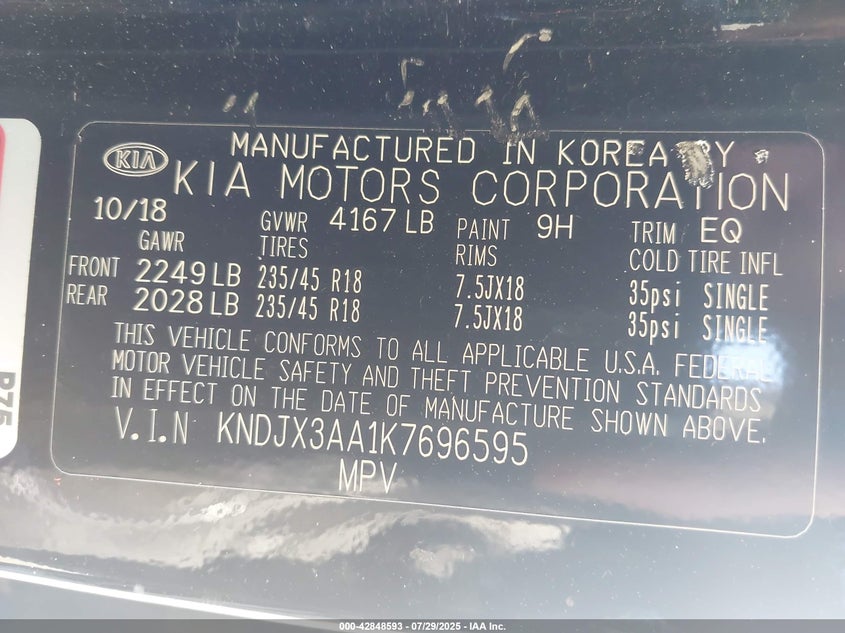 KIA
MANUFACTURED IN KOREA BY
KIA MOTORS CORPORATION
10/18 GVWR 4167 LB PAINT 9H TRIM EQ
GAWR TIRES RIMS COLD TIRE INFL
FRONT 2249 LB 235/45 R18 7.5JX18 35psi SINGLE
REAR 2028 LB 235/45 R18 7.5JX18 35psi SINGLE
THIS VEHICLE CONFORMS TO ALL APPLICABLE U.S.A. FEDERAL
MOTOR VEHICLE SAFETY AND THEFT PREVENTION STANDARDS
IN EFFECT ON THE DATE OF MANUFACTURE SHOWN ABOVE.
V.I.N KNDJX3AA1K7696595
MPV
000-42848593 - 07/29/2025 - IAA Inc.